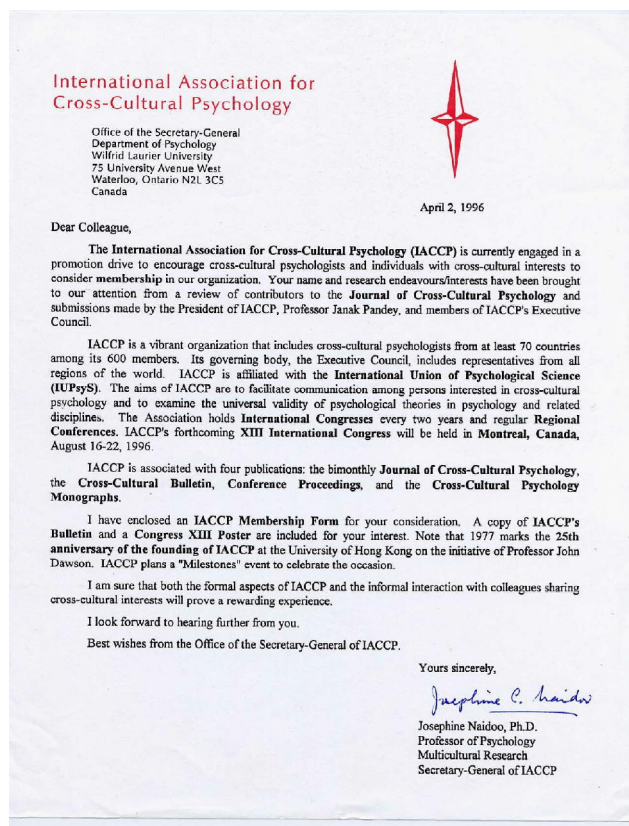 International Association for
Cross-Cultural Psychology
Office of the Secretary-General
Department of Psychology
Wilfrid Laurier University
75 University Avenue West
Waterloo, Ontario N2L 3C5
Canada
April 2, 1996
Dear Colleague,
The International Association for Cross-Cultural Psychology (IACCP) is currently engaged in a
promotion drive to encourage cross-cultural psychologists and individuals with cross-cultural interests to
consider membership in our organization. Your name and research endeavours/interests have been brought
to our attention from a review of contributors to the Journal of Cross-Cultural Psychology and
submissions made by the President of IACCP, Professor Janak Pandey, and members of IACCP's Executive
Council.
IACCP is a vibrant organization that includes cross-cultural psychologists from at least 70 countries
among its 600 members. Its governing body, the Executive Council, includes representatives from all
regions of the world. IACCP is affiliated with the International Union of Psychological Science
(IUPsyS). The aims of IACCP are to facilitate communication among persons interested in cross-cultural
psychology and to examine the universal validity of psychological theories in psychology and related
disciplines. The Association holds International Congresses every two years and regular Regional
Conferences. IACCP's forthcoming XIII International Congress will be held in Montreal, Canada,
August 16-22, 1996.
IACCP is associated with four publications: the bimonthly Journal of Cross-Cultural Psychology,
the Cross-Cultural Bulletin, Conference Proceedings, and the Cross-Cultural Psychology
Monographs.
I have enclosed an IACCP Membership Form for your consideration. A copy of IACCP's
Bulletin and a Congress XIII Poster are included for your interest. Note that 1977 marks the 25th
anniversary of the founding of IACCP at the University of Hong Kong on the initiative of Professor John
Dawson. IACCP plans a "Milestones" event to celebrate the occasion.
I am sure that both the formal aspects of IACCP and the informal interaction with colleagues sharing
cross-cultural interests will prove a rewarding experience.
I look forward to hearing further from you.
Best wishes from the Office of the Secretary-General of IACCP.
Yours sincerely,
Josephine C. Naidoo
Josephine Naidoo, Ph.D.
Professor of Psychology
Multicultural Research
Secretary-General of IACCP